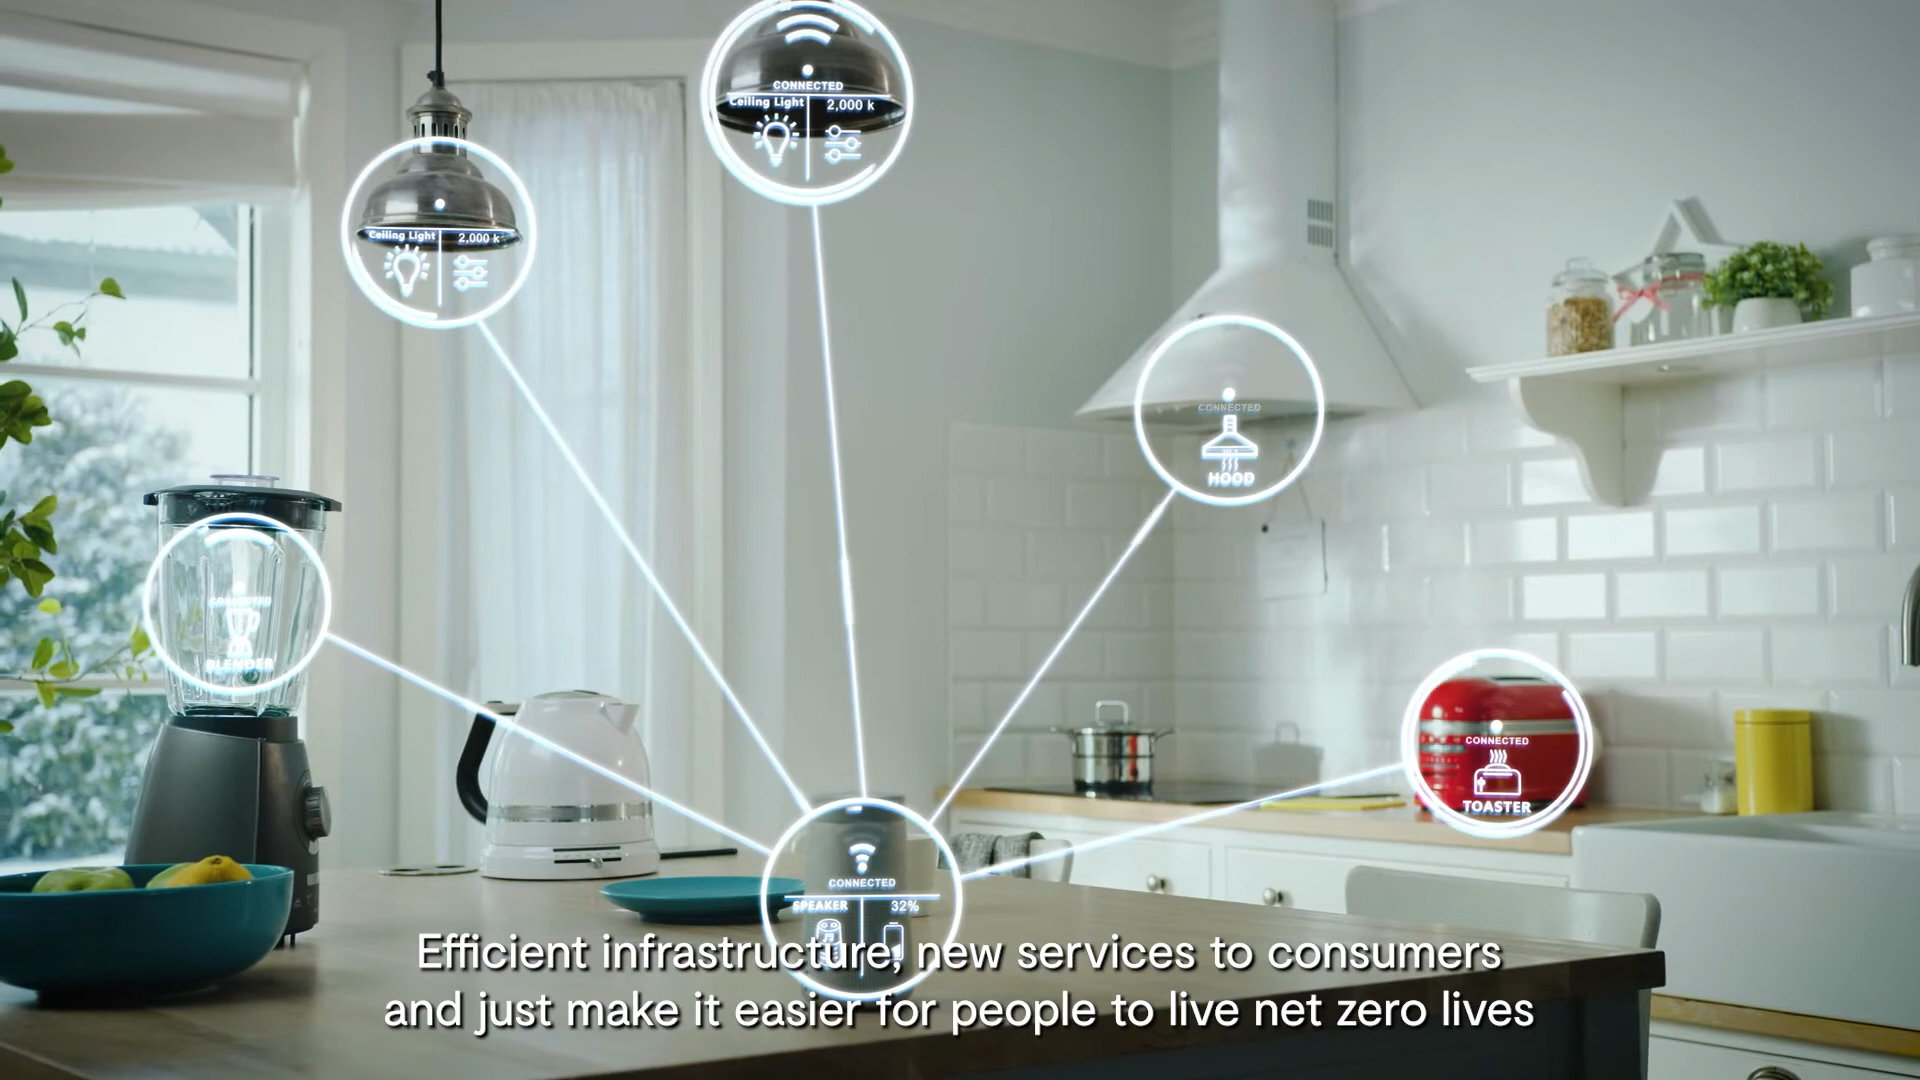 CONNECTED
Ceiling Light 2,000 k
Ceiling Light 2,000 k
CONNECTED
HOOD
CONNECTED
BLENDER
CONNECTED
TOASTER
CONNECTED
SPEAKER 32%
Efficient infrastructure, new services to consumers
and just make it easier for people to live net zero lives